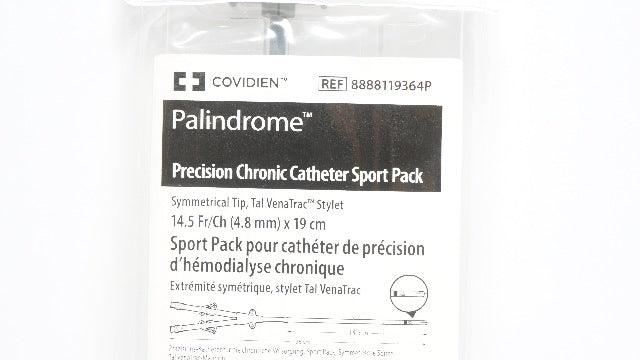 COVIDIEN™ REF 8888119364P
Palindrome™
Precision Chronic Catheter Sport Pack
Symmetrical Tip, Tal VenaTrac™ Stylet
14.5 Fr/Ch (4.8 mm) x 19 cm
Sport Pack pour cathéter de précision
d'hémodialyse chronique
Extrémité symétrique, stylet Tal VenaTrac